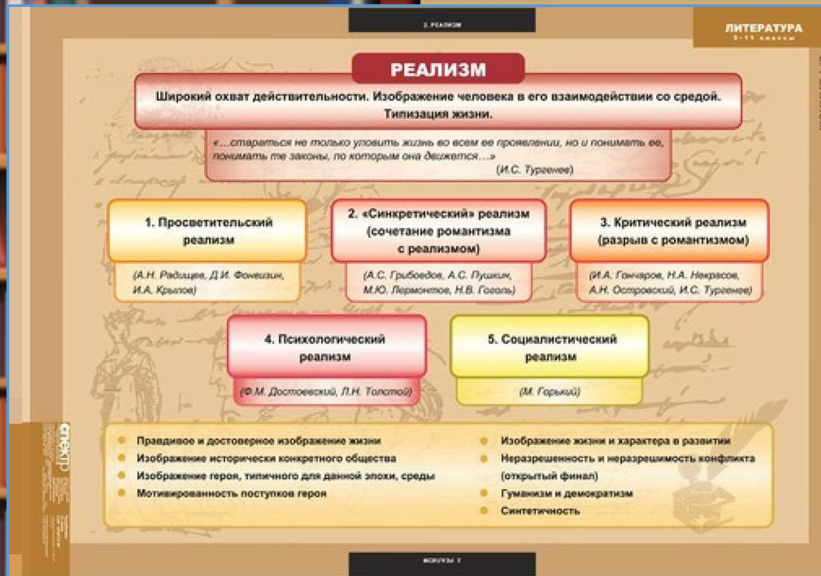 2. РЕАЛИЗМ
ЛИТЕРАТУРА
5-11 классы
РЕАЛИЗМ
Широкий охват действительности. Изображение человека в его взаимодействии со средой.
Типизация жизни.
«…стараться не только уловить жизнь во всем ее проявлении, но и понимать ее,
понимать те законы, по которым она движется…»
(И.С. Тургенев)
1. Просветительский
реализм
(А.Н. Радищев, Д.И. Фонвизин,
И.А. Крылов)
2. «Синкретический» реализм
(сочетание романтизма
с реализмом)
(А.С. Грибоедов, А.С. Пушкин,
М.Ю. Лермонтов, Н.В. Гоголь)
3. Критический реализм
(разрыв с романтизмом)
(И.А. Гончаров, Н.А. Некрасов,
А.Н. Островский, И.С. Тургенев)
4. Психологический
реализм
(Ф.М. Достоевский, Л.Н. Толстой)
5. Социалистический
реализм
(М. Горький)
Правдивое и достоверное изображение жизни
Изображение исторически конкретного общества
Изображение героя, типичного для данной эпохи, среды
Мотивированность поступков героя
Изображение жизни и характера в развитии
Неразрешенность и неразрешимость конфликта
(открытый финал)
Гуманизм и демократизм
Синтетичность
спектр